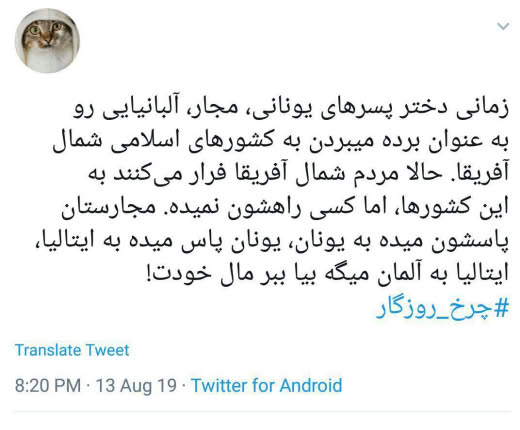 زمانی دختر پسرهای یونانی، مجار، آلبانیایی رو
به عنوان برده میبردن به کشورهای اسلامی شمال
آفریقا. حالا مردم شمال آفریقا فرار می‌کنند به
این کشورها، اما کسی راهشون نمیده. مجارستان
پاسشون میده به یونان، یونان پاس میده به ایتالیا،
ایتالیا به آلمان میگه بیا ببر مال خودت!
#چرخ_روزگار
Translate Tweet
8:20 PM · 13 Aug 19 · Twitter for Android